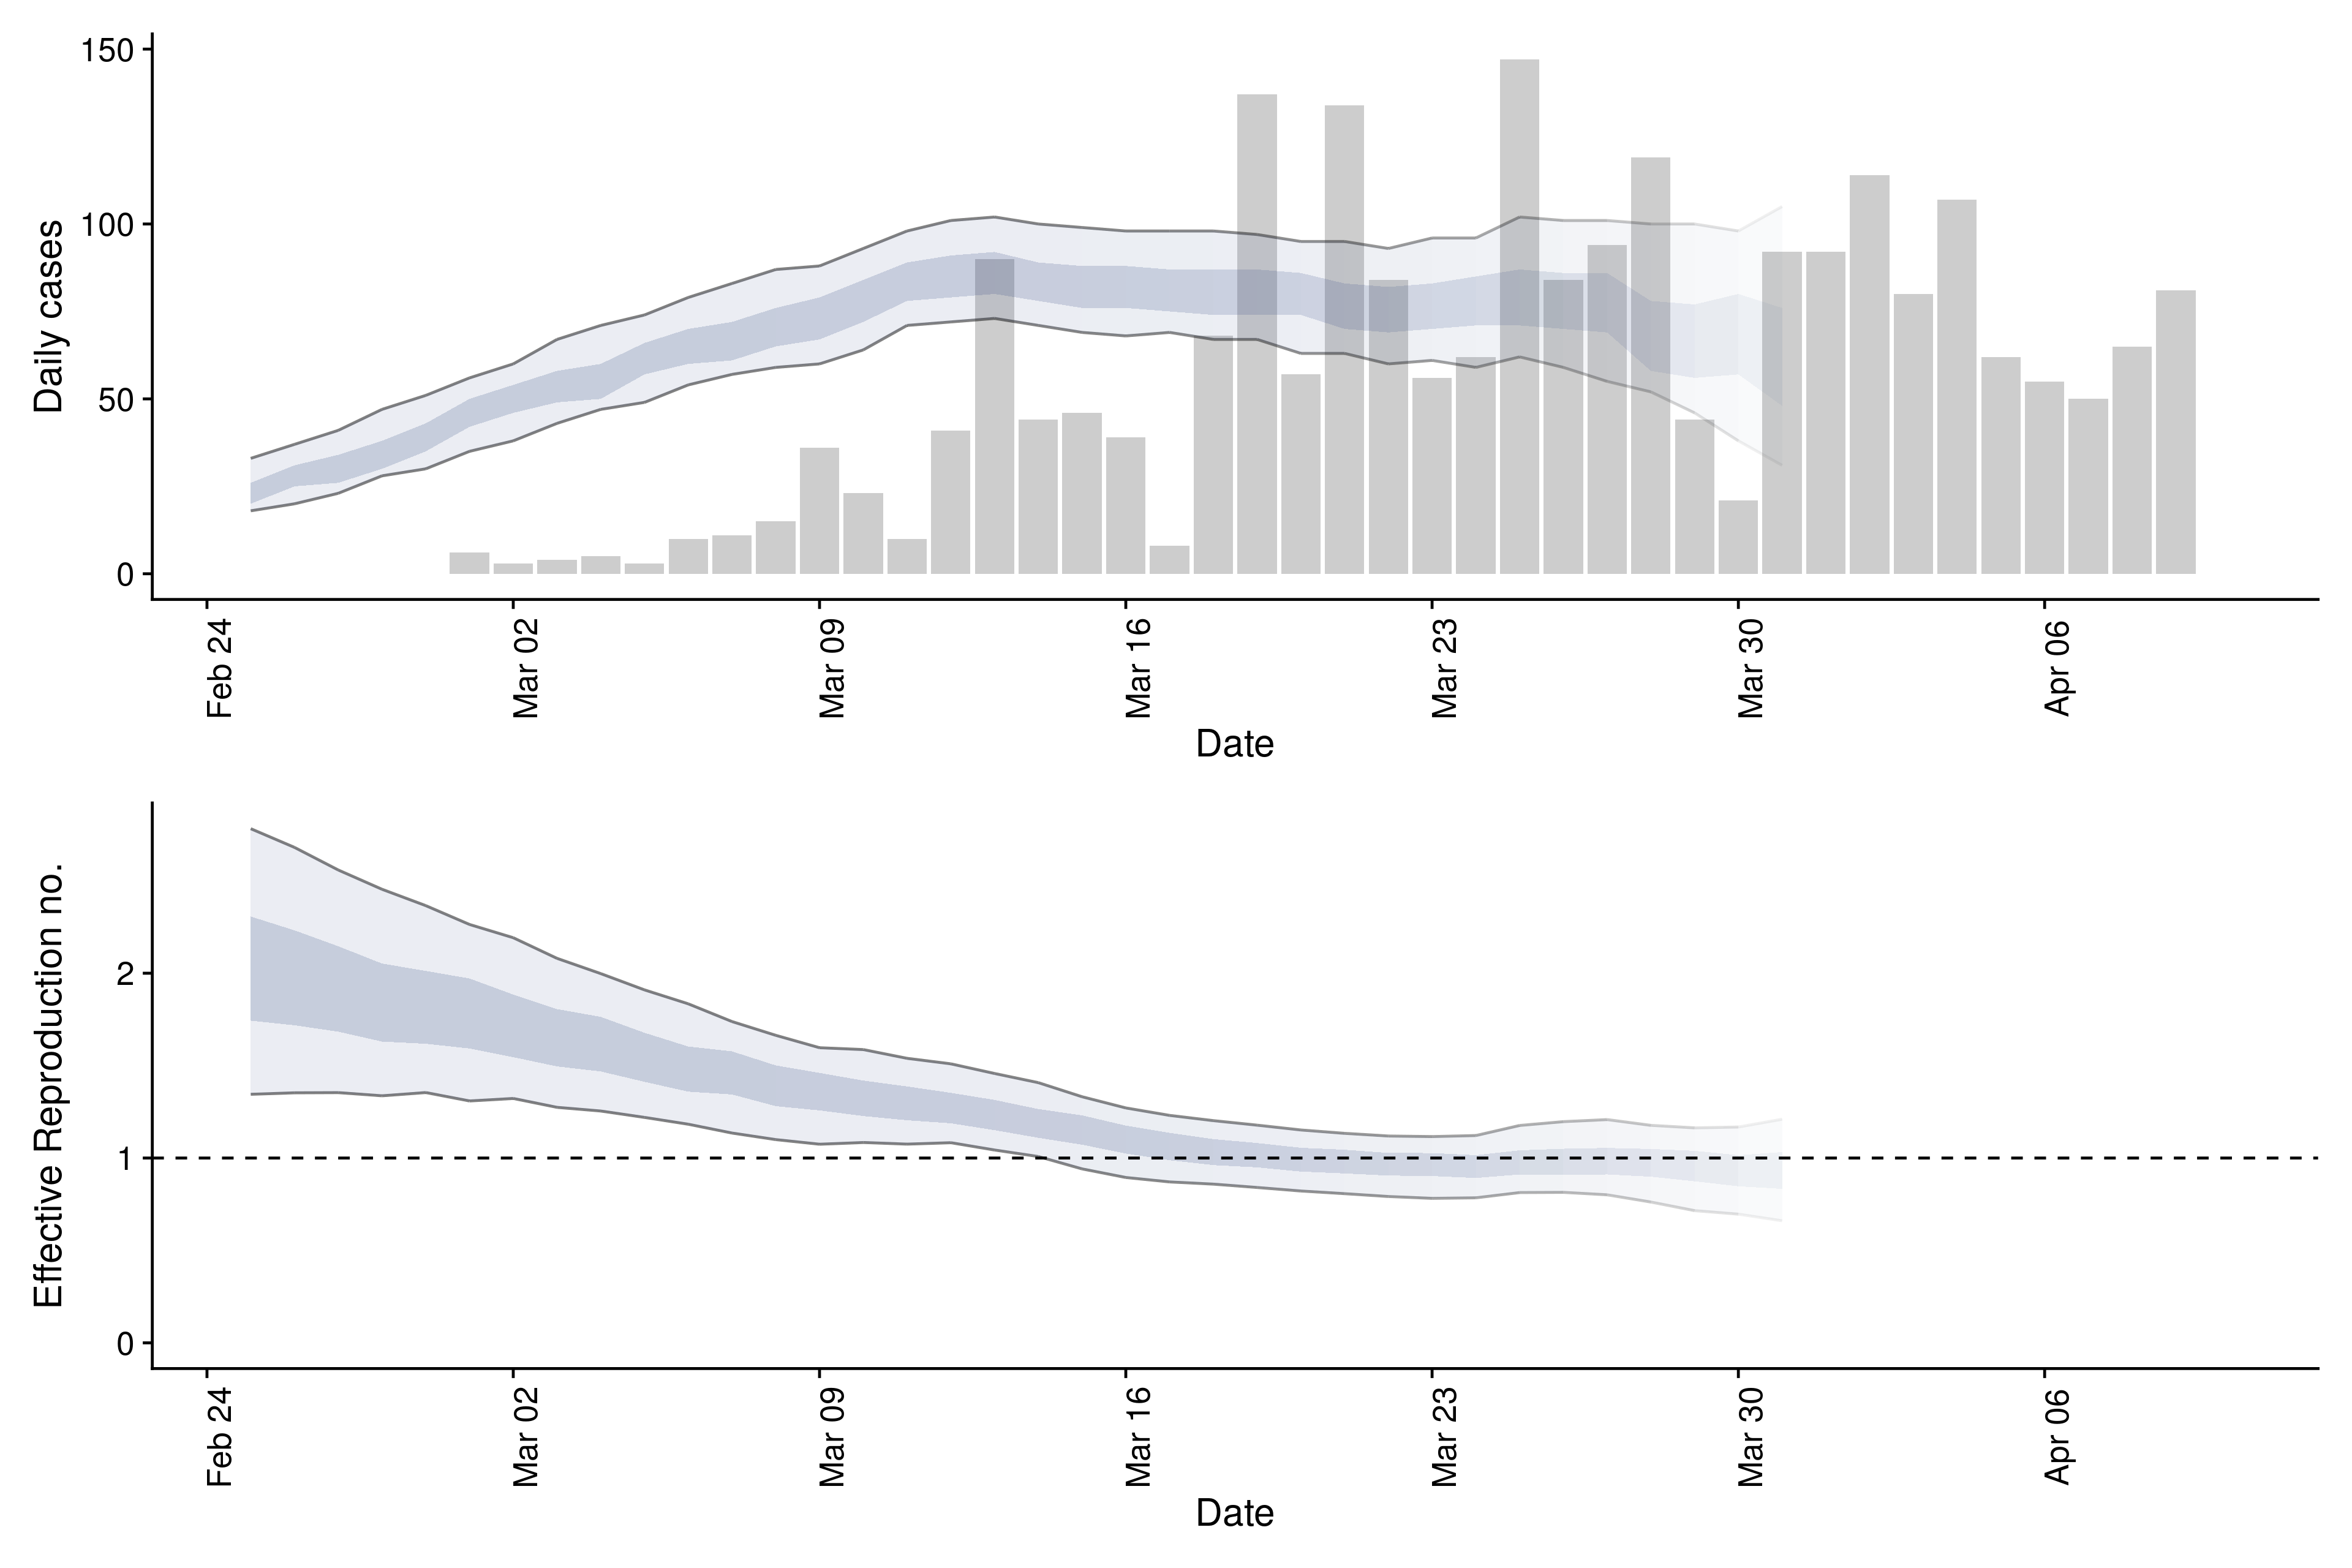 Daily cases
150
100
50
0
Feb 24
Mar 02
Mar 09
Mar 16
Mar 23
Mar 30
Apr 06
Date
Effective Reproduction no.
2
1
0
Feb 24
Mar 02
Mar 09
Mar 16
Mar 23
Mar 30
Apr 06
Date